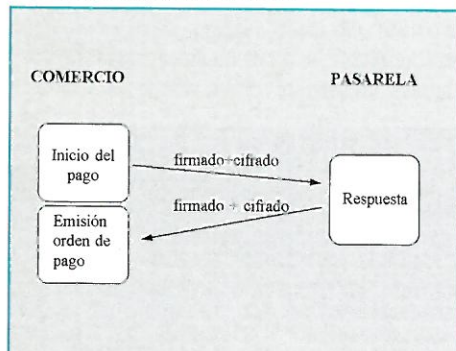 COMERCIO
PASARELA
Inicio del
pago
firmado+cifrado
firmado + cifrado
Respuesta
Emisión
orden de
pago